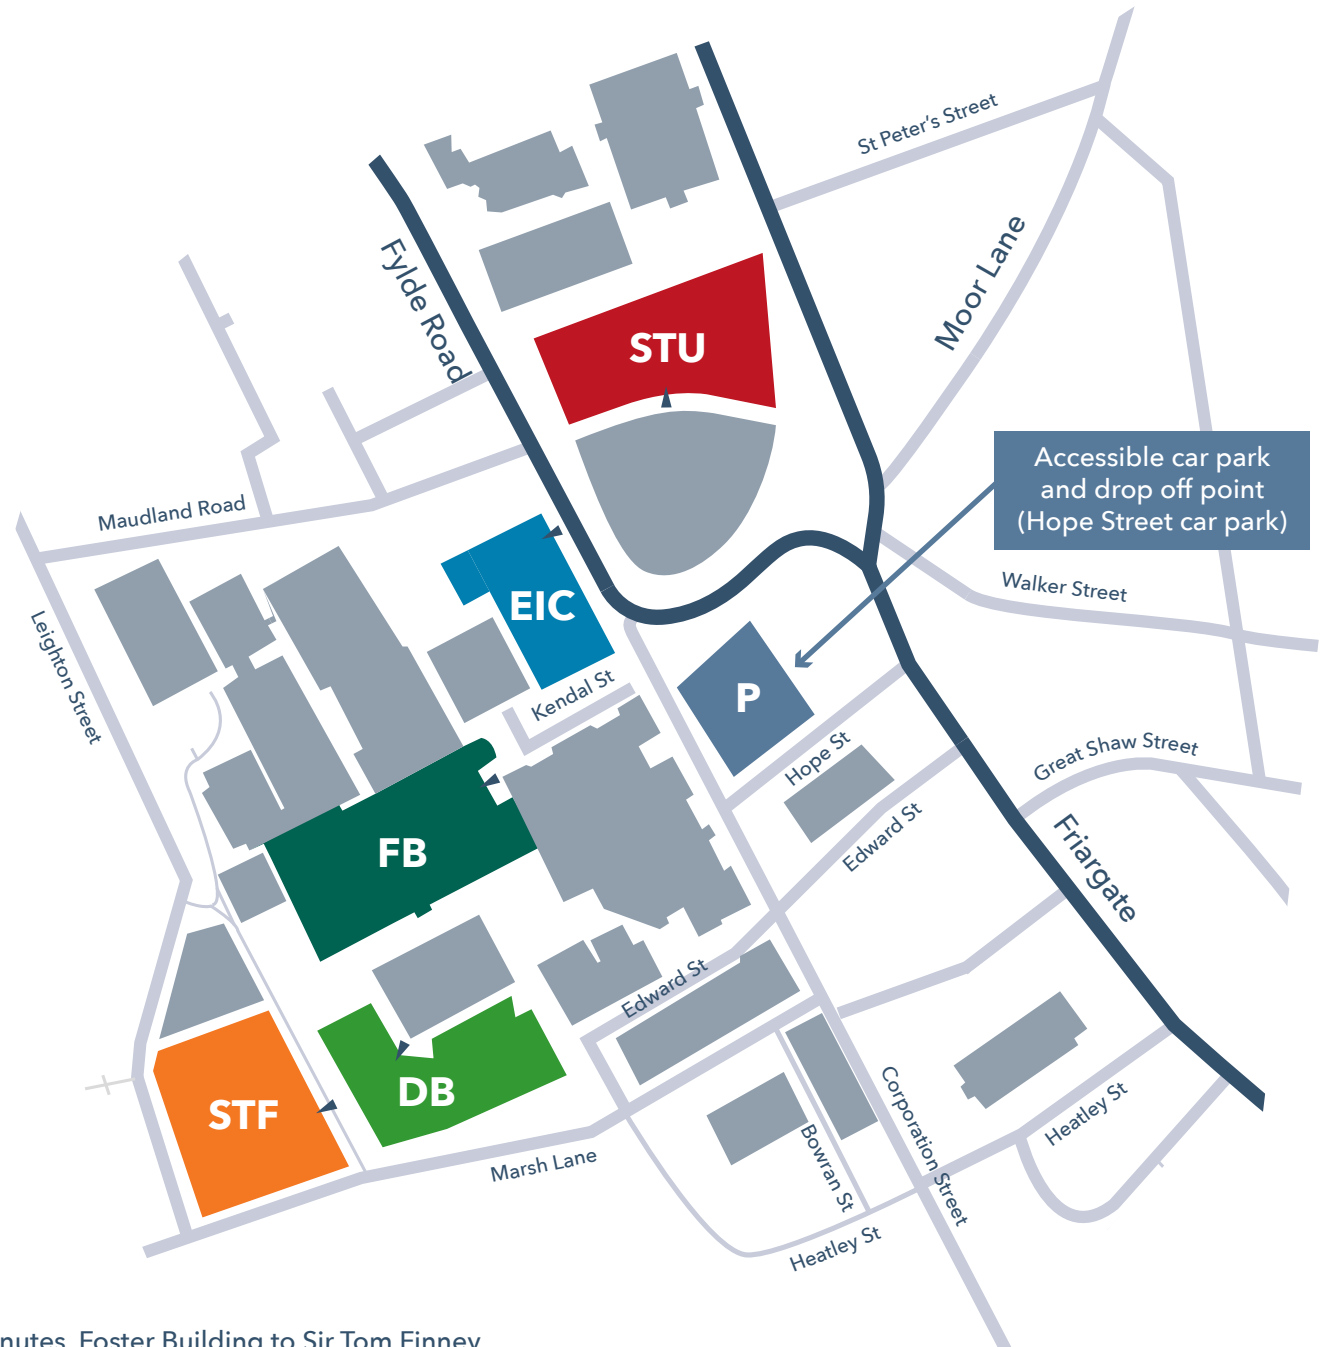 St Peter's Street
Fylde Road
Moor Lane
STU
Accessible car park
and drop off point
(Hope Street car park)
Maudland Road
EIC
Walker Street
Leighton Street
Kendal St
P
Hope St
Great Shaw Street
Edward St
FB
Friargate
Edward St
DB
STF
Corporation Street
Heatley St
Marsh Lane
Bowran St
Heatley St
nutes Foster Building to Sir Tom Finney